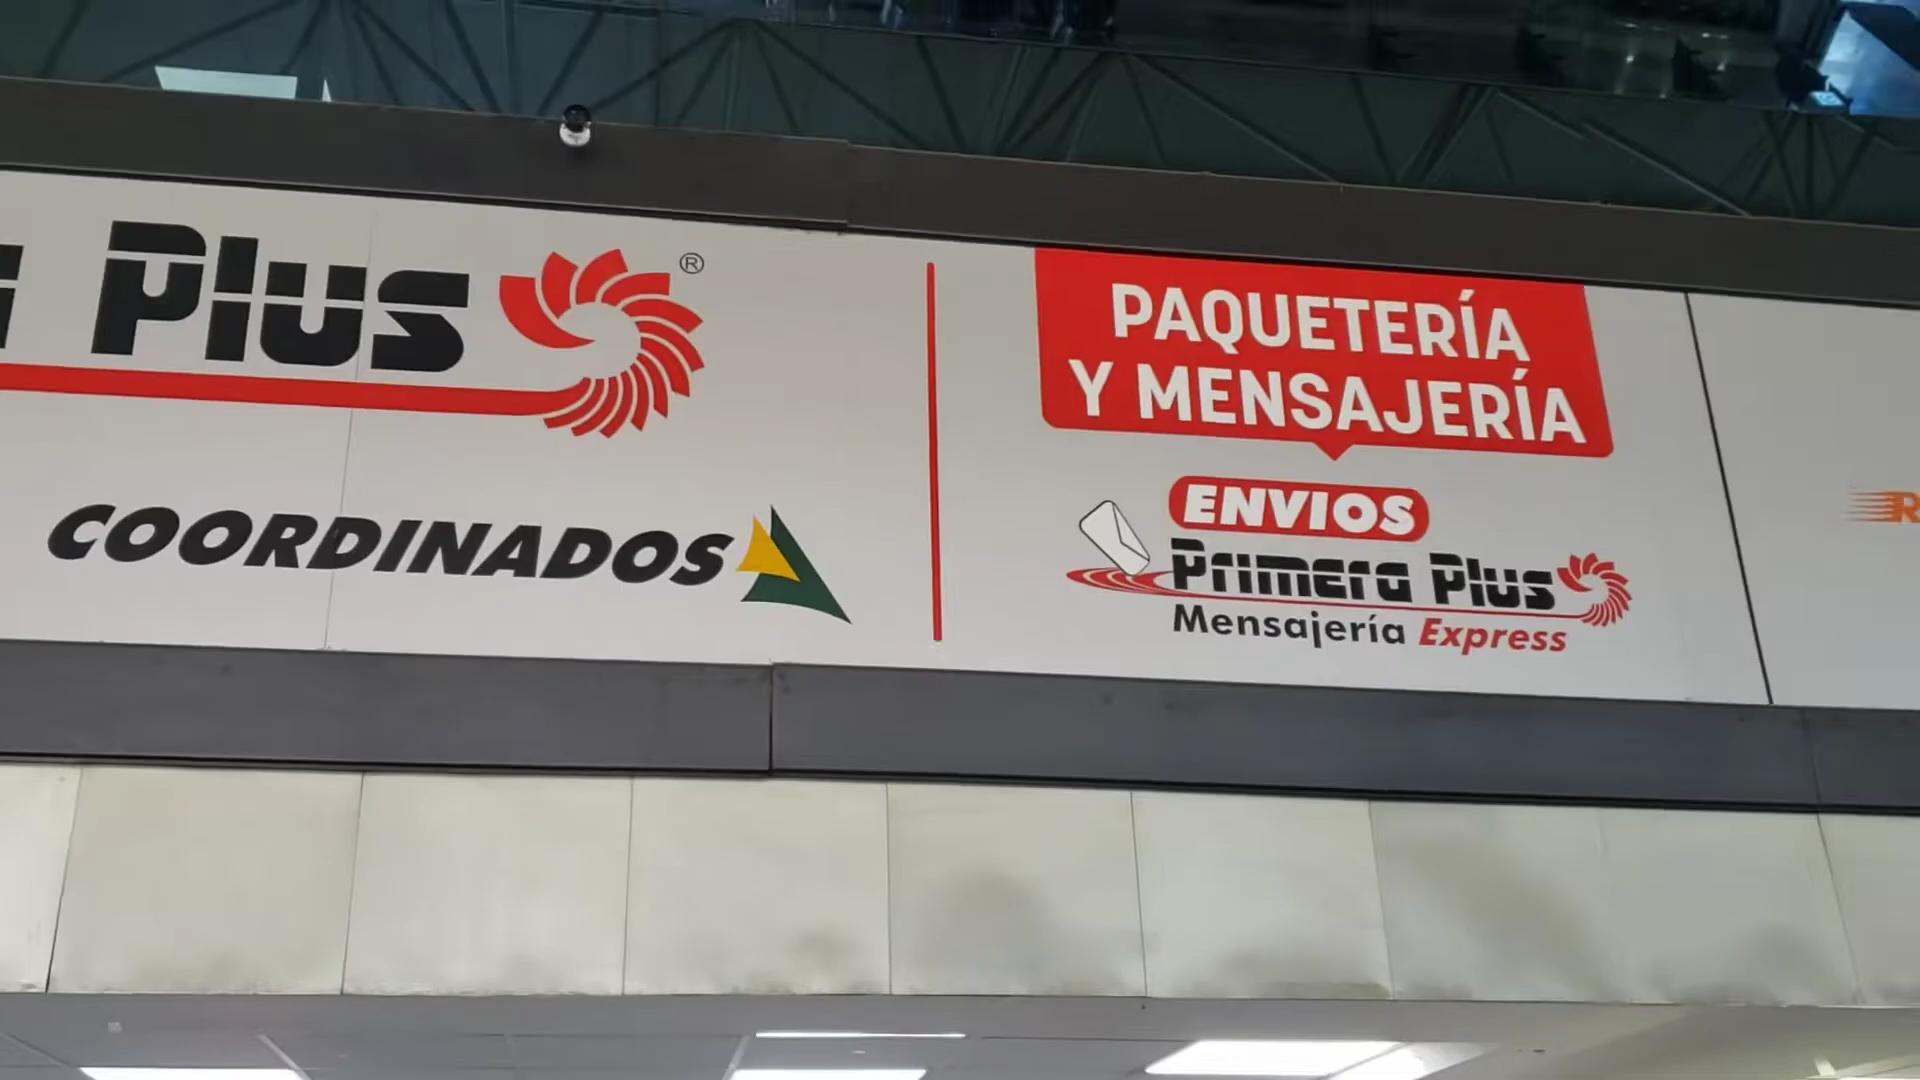 Plus ®
COORDINADOS
PAQUETERÍA
Y MENSAJERÍA
ENVIOS
Primera Plus
Mensajería Express